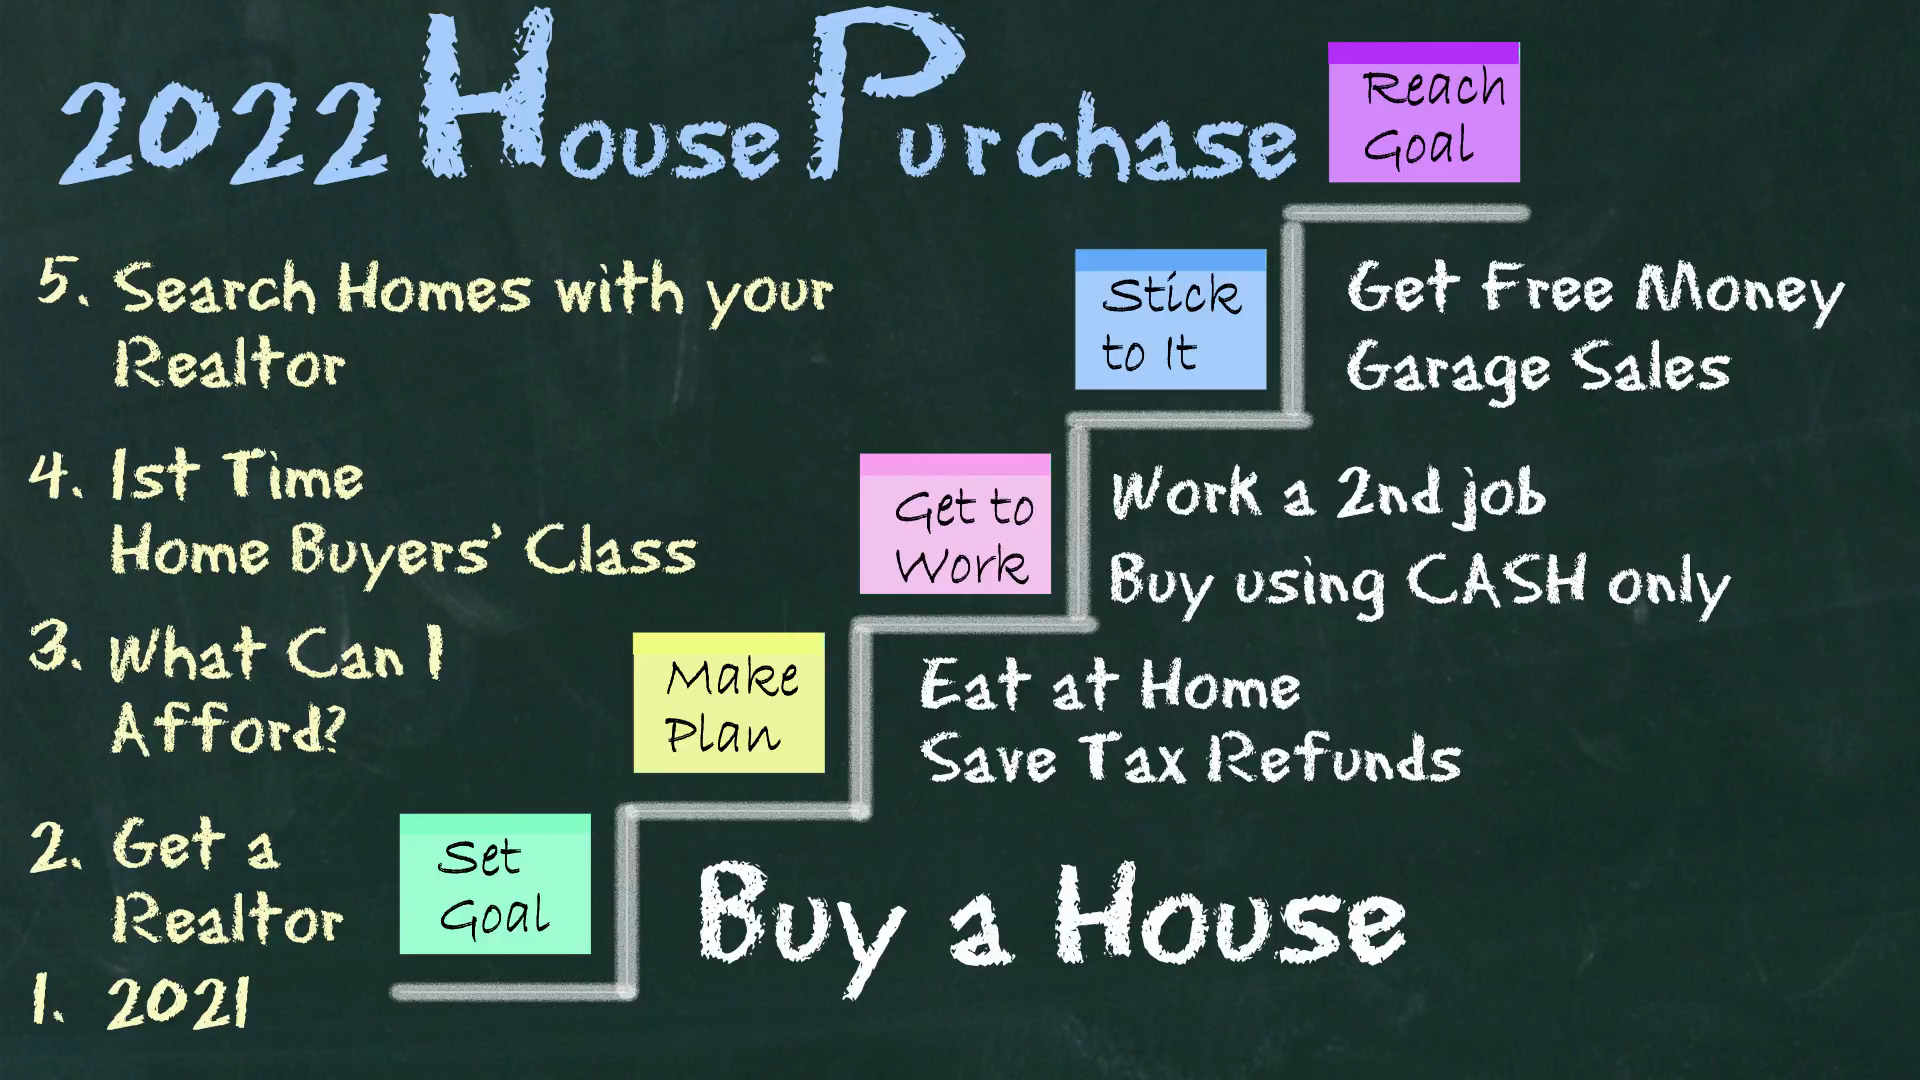 2022 House Purchase
Reach
Goal
5. Search Homes with your
Realtor
Stick
to It
Get Free Money
Garage Sales
4. 1st Time
Home Buyers' Class
Get to
Work
Work a 2nd job
Buy using CASH only
3. What Can I
Afford?
Make
Plan
Eat at Home
Save Tax Refunds
2. Get a
Realtor
Set
Goal
Buy a House
1. 2021